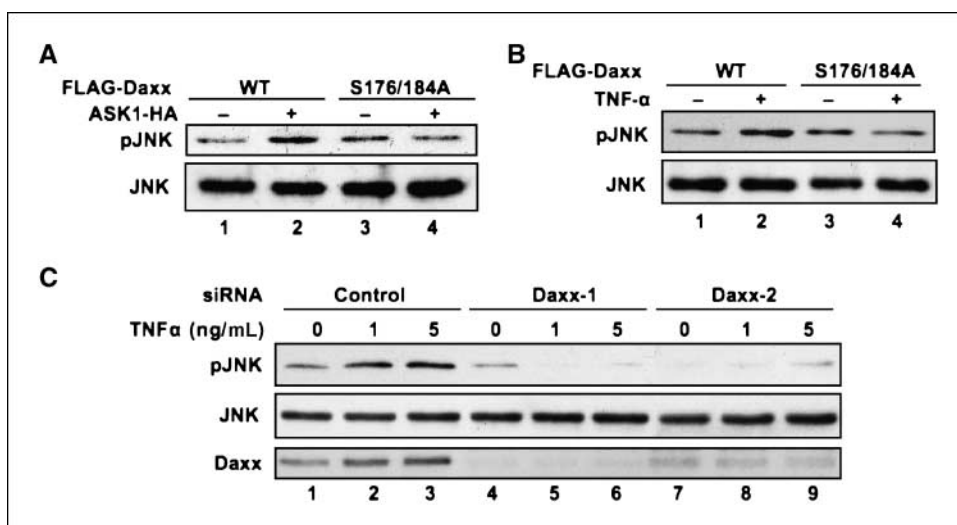 A
FLAG-Daxx WT S176/184A
ASK1-HA – + – +
pJNK
JNK
1 2 3 4
B
FLAG-Daxx WT S176/184A
TNF-α – + – +
pJNK
JNK
1 2 3 4
C
siRNA Control Daxx-1 Daxx-2
TNFα (ng/mL) 0 1 5 0 1 5 0 1 5
pJNK
JNK
Daxx
1 2 3 4 5 6 7 8 9